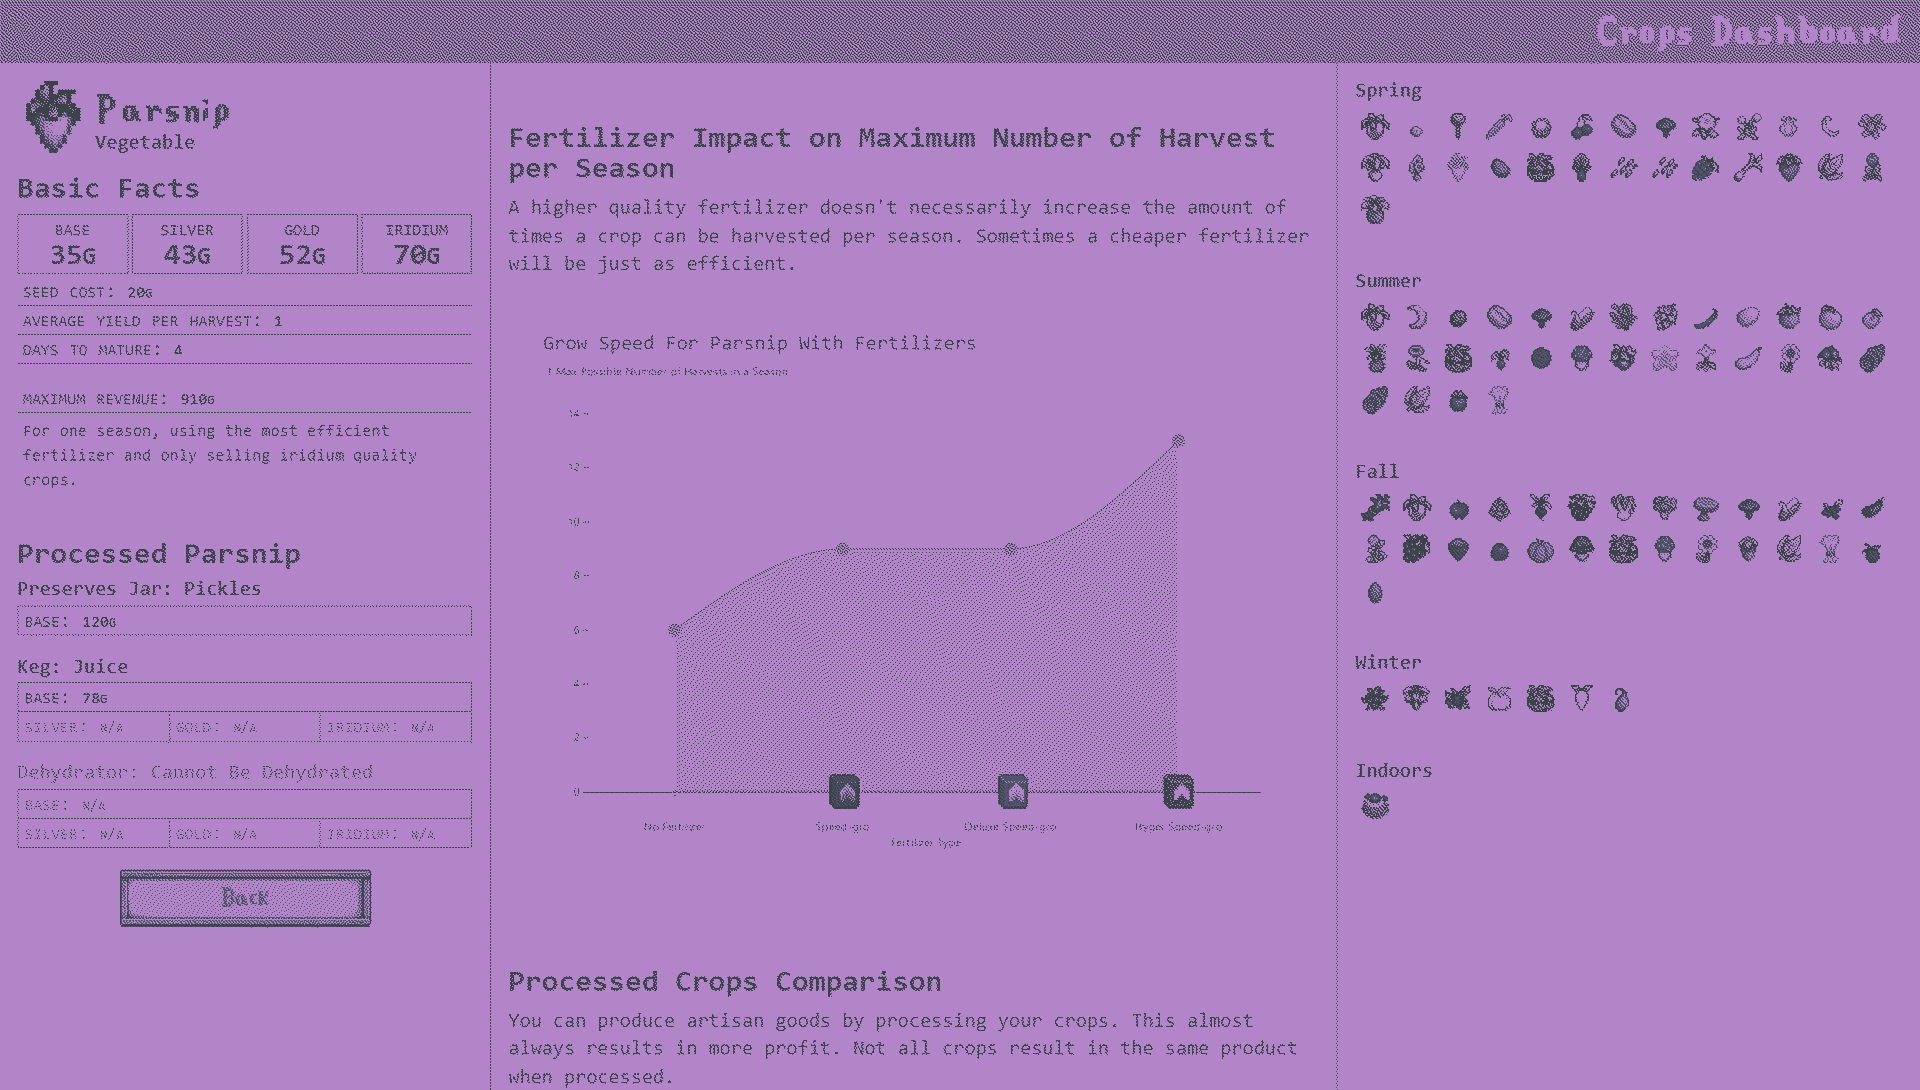 Crops Dashboard
Parsnip
Vegetable
Basic Facts
BASE
35G
SILVER
43G
GOLD
52G
IRIDIUM
70G
SEED COST: 20G
AVERAGE YIELD PER HARVEST: 1
DAYS TO MATURE: 4
MAXIMUM REVENUE: 910G
For one season, using the most efficient
fertilizer and only selling iridium quality
crops.
Processed Parsnip
Preserves Jar: Pickles
BASE: 120G
Keg: Juice
BASE: 78G
SILVER: N/A
GOLD: N/A
IRIDIUM: N/A
Dehydrator: Cannot Be Dehydrated
BASE: N/A
SILVER: N/A
GOLD: N/A
IRIDIUM: N/A
Back
Fertilizer Impact on Maximum Number of Harvest
per Season
A higher quality fertilizer doesn't necessarily increase the amount of
times a crop can be harvested per season. Sometimes a cheaper fertilizer
will be just as efficient.
Grow Speed For Parsnip With Fertilizers
↑ Max Possible Number of Harvests in a Season
14
12
10
8
6
4
2
0
No Fertilizer
Speed-gro
Deluxe Speed-gro
Hyper Speed-gro
Fertilizer Type
Processed Crops Comparison
You can produce artisan goods by processing your crops. This almost
always results in more profit. Not all crops result in the same product
when processed.
Spring
Summer
Fall
Winter
Indoors